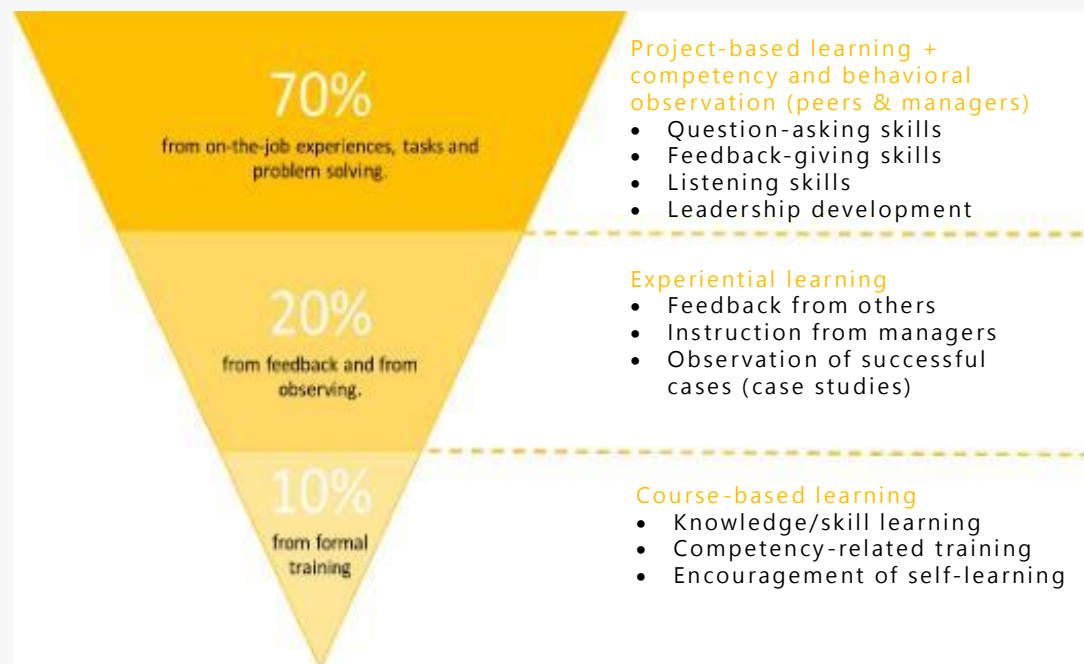 70%
from on-the-job experiences, tasks and
problem solving.
Project-based learning +
competency and behavioral
observation (peers & managers)
• Question-asking skills
• Feedback-giving skills
• Listening skills
• Leadership development
20%
from feedback and from
observing.
Experiential learning
• Feedback from others
• Instruction from managers
• Observation of successful
cases (case studies)
10%
from formal
training
Course-based learning
• Knowledge/skill learning
• Competency-related training
• Encouragement of self-learning